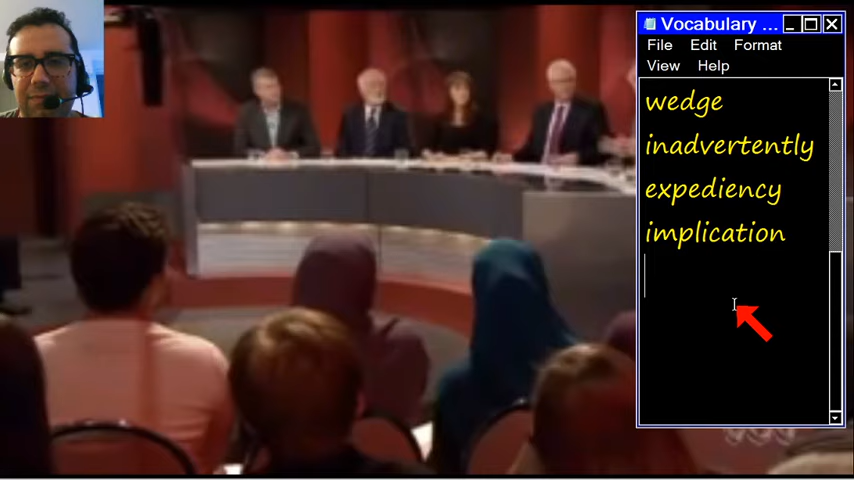 Vocabulary ...
File Edit Format
View Help
wedge
inadvertently
expediency
implication